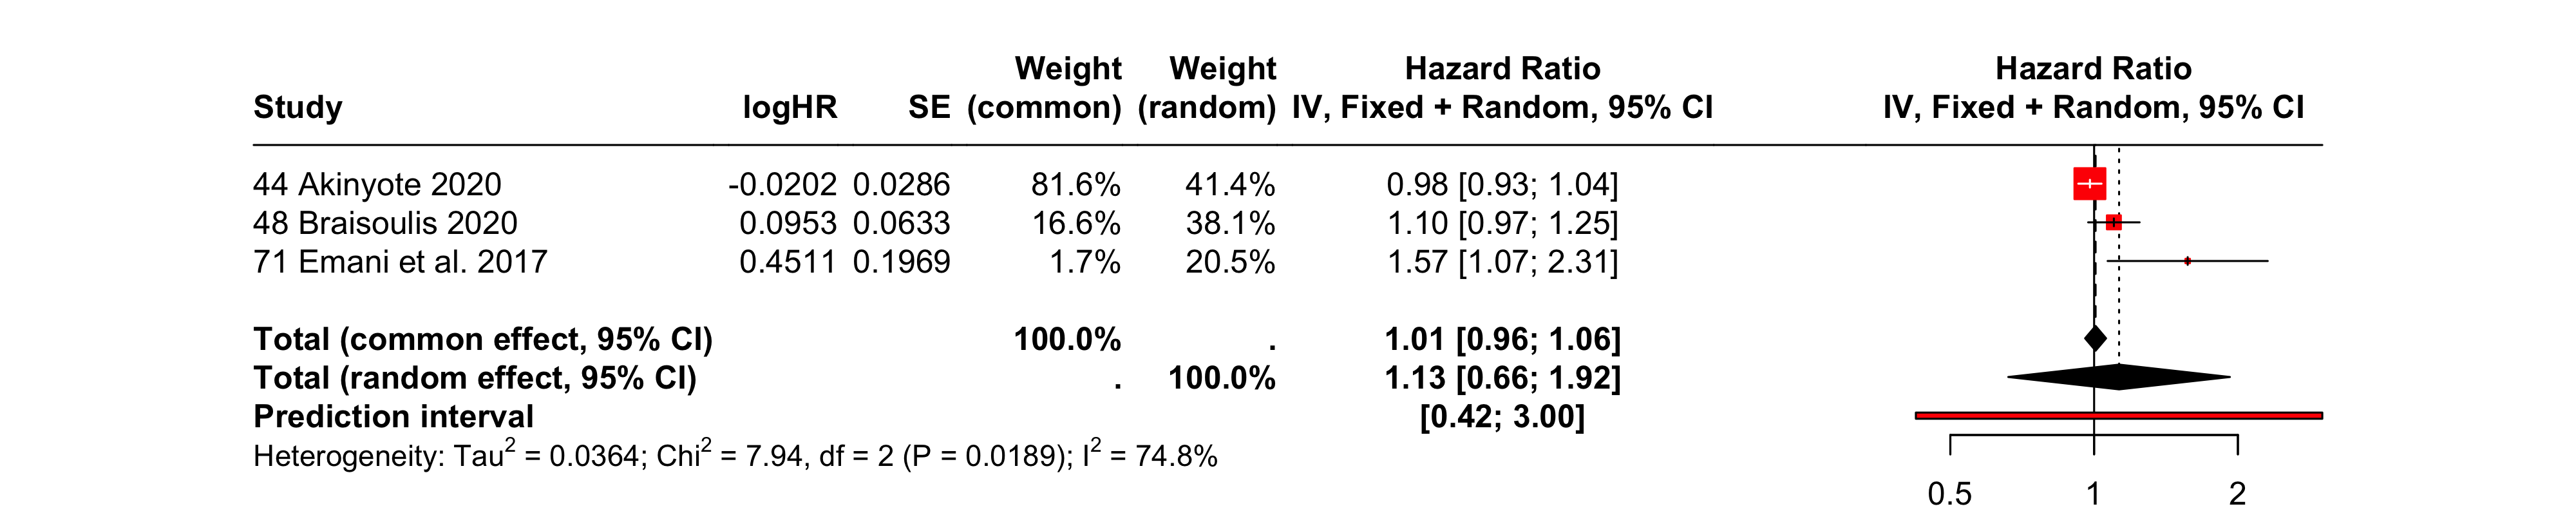 Weight Weight Hazard Ratio Hazard Ratio
Study logHR SE (common) (random) IV, Fixed + Random, 95% CI IV, Fixed + Random, 95% CI
44 Akinyote 2020 -0.0202 0.0286 81.6% 41.4% 0.98 [0.93; 1.04]
48 Braisoulis 2020 0.0953 0.0633 16.6% 38.1% 1.10 [0.97; 1.25]
71 Emani et al. 2017 0.4511 0.1969 1.7% 20.5% 1.57 [1.07; 2.31]
Total (common effect, 95% CI) 100.0% . 1.01 [0.96; 1.06]
Total (random effect, 95% CI) . 100.0% 1.13 [0.66; 1.92]
Prediction interval [0.42; 3.00]
Heterogeneity: Tau² = 0.0364; Chi² = 7.94, df = 2 (P = 0.0189); I² = 74.8%
0.5 1 2